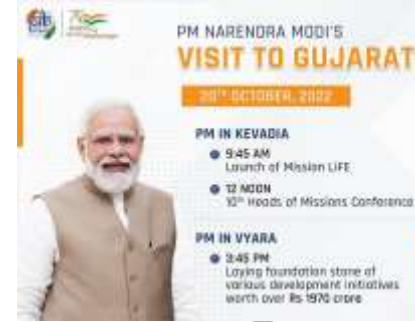 PM NARENDRA MODI'S
VISIT TO GUJARAT
20TH OCTOBER, 2022
PM IN KEVADIA
9:45 AM
Launch of Mission LiFE
12 NOON
10th Heads of Missions Conference
PM IN VYARA
3:45 PM
Laying foundation stone of
various development initiatives
worth over Rs 1970 crore